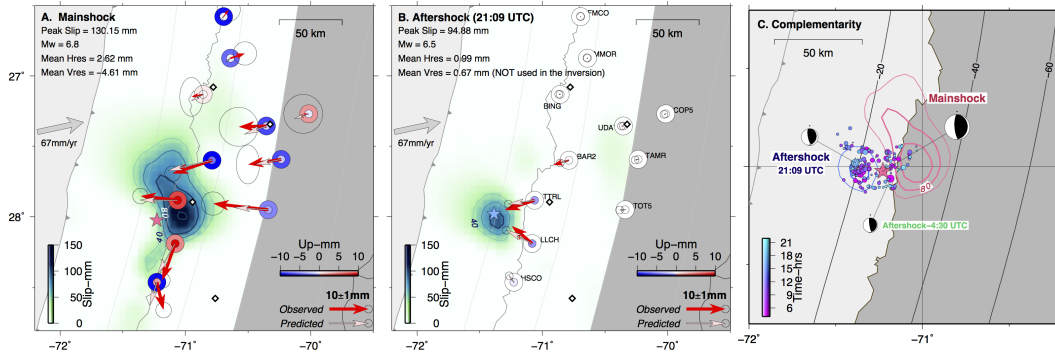 A. Mainshock
Peak Slip = 130.15 mm
Mw = 6.8
Mean Hres = 2.62 mm
Mean Vres = -4.61 mm
50 km
−27°
67mm/yr
−28°
80
40
150
100
50
0
Slip−mm
Up−mm
−10 −5 0 5 10
10±1mm
Observed
Predicted
−72° −71° −70°
B. Aftershock (21:09 UTC)
Peak Slip = 94.88 mm
Mw = 6.5
Mean Hres = 0.99 mm
Mean Vres = 0.67 mm (NOT used in the inversion)
50 km
MMOR
BING
COP5
UDA
67mm/yr
BAR2
TAMR
TTRL
TOT5
40
LLCH
150
100
50
0
Slip−mm
Up−mm
−10 −5 0 5 10
10±1mm
Observed
Predicted
−72° −71° −70°
C. Complementarity
50 km
−20
−40
−60
Mainshock
Aftershock
21:09 UTC
80
Aftershock−4:30 UTC
21
18
15
12
9
6
Time−hrs
−72° −71°